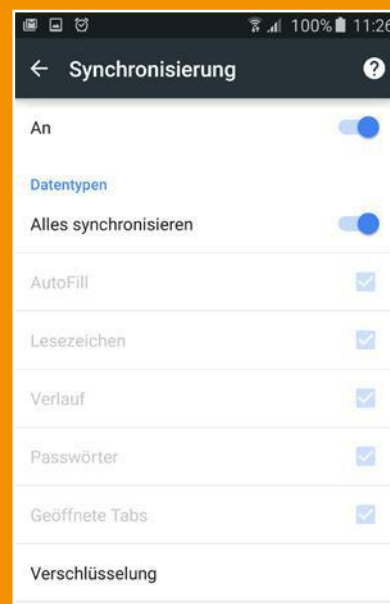 100% 11:26
Synchronisierung ?
An
Datentypen
Alles synchronisieren
AutoFill
Lesezeichen
Verlauf
Passwörter
Geöffnete Tabs
Verschlüsselung